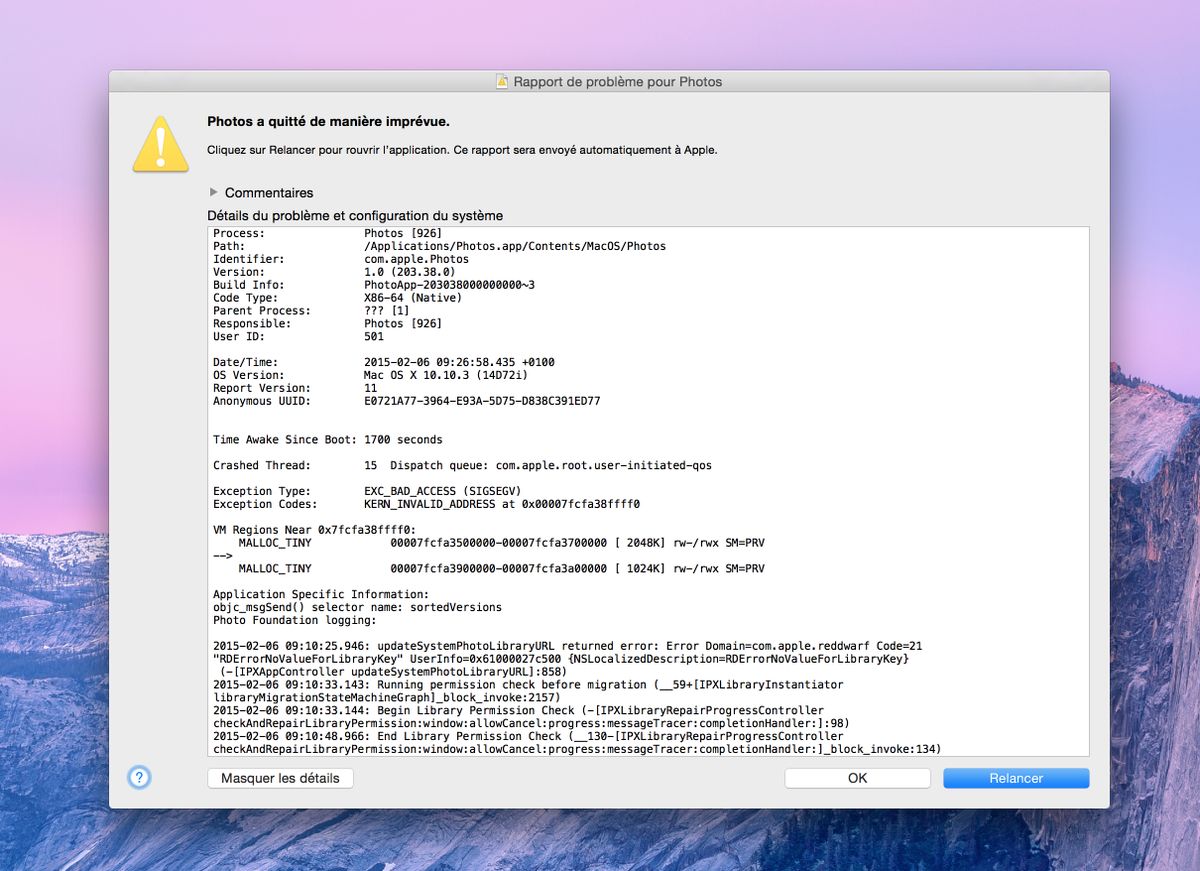 Rapport de problème pour Photos
Photos a quitté de manière imprévue.
Cliquez sur Relancer pour rouvrir l'application. Ce rapport sera envoyé automatiquement à Apple.
Commentaires
Détails du problème et configuration du système
Process: Photos [926]
Path: /Applications/Photos.app/Contents/MacOS/Photos
Identifier: com.apple.Photos
Version: 1.0 (203.38.0)
Build Info: PhotoApp-203038000000000~3
Code Type: X86-64 (Native)
Parent Process: ??? [1]
Responsible: Photos [926]
User ID: 501
Date/Time: 2015-02-06 09:26:58.435 +0100
OS Version: Mac OS X 10.10.3 (14D72i)
Report Version: 11
Anonymous UUID: E0721A77-3964-E93A-5D75-D838C391ED77
Time Awake Since Boot: 1700 seconds
Crashed Thread: 15 Dispatch queue: com.apple.root.user-initiated-qos
Exception Type: EXC_BAD_ACCESS (SIGSEGV)
Exception Codes: KERN_INVALID_ADDRESS at 0x00007fcfa38ffff0
VM Regions Near 0x7fcfa38ffff0:
MALLOC_TINY 00007fcfa3500000-00007fcfa3700000 [ 2048K] rw-/rwx SM=PRV
-->
MALLOC_TINY 00007fcfa3900000-00007fcfa3a00000 [ 1024K] rw-/rwx SM=PRV
Application Specific Information:
objc_msgSend() selector name: sortedVersions
Photo Foundation logging:
2015-02-06 09:10:25.946: updateSystemPhotoLibraryURL returned error: Error Domain=com.apple.reddwarf Code=21
"RDErrorNoValueForLibraryKey" UserInfo=0x61000027c500 {NSLocalizedDescription=RDErrorNoValueForLibraryKey}
(-[IPXAppController updateSystemPhotoLibraryURL]:858)
2015-02-06 09:10:33.143: Running permission check before migration (__59+[IPXLibraryInstantiator
libraryMigrationStateMachineGraph]_block_invoke:2157)
2015-02-06 09:10:33.144: Begin Library Permission Check (-[IPXLibraryRepairProgressController
checkAndRepairLibraryPermission:window:allowCancel:progress:messageTracer:completionHandler:]:98)
2015-02-06 09:10:48.966: End Library Permission Check (__130-[IPXLibraryRepairProgressController
checkAndRepairLibraryPermission:window:allowCancel:progress:messageTracer:completionHandler:]_block_invoke:134)
?
Masquer les détails
OK
Relancer